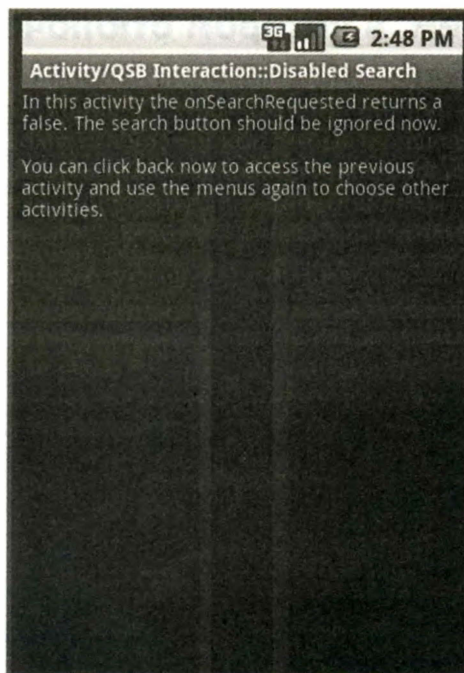 3G
2:48 PM
Activity/QSB Interaction::Disabled Search
In this activity the onSearchRequested returns a
false. The search button should be ignored now.
You can click back now to access the previous
activity and use the menus again to choose other
activities.